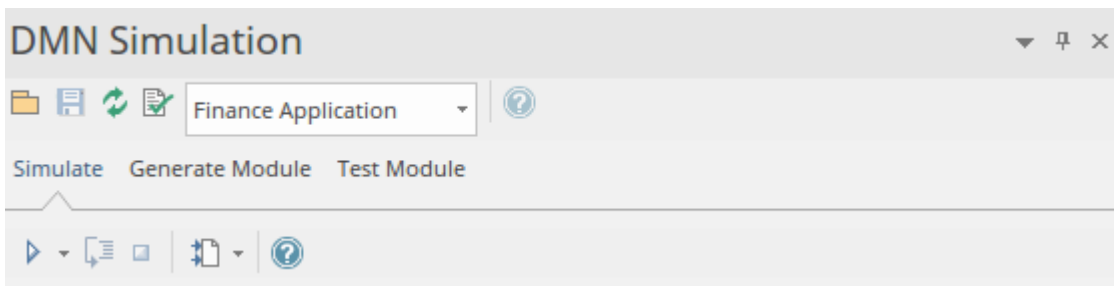 DMN Simulation
Finance Application
Simulate Generate Module Test Module